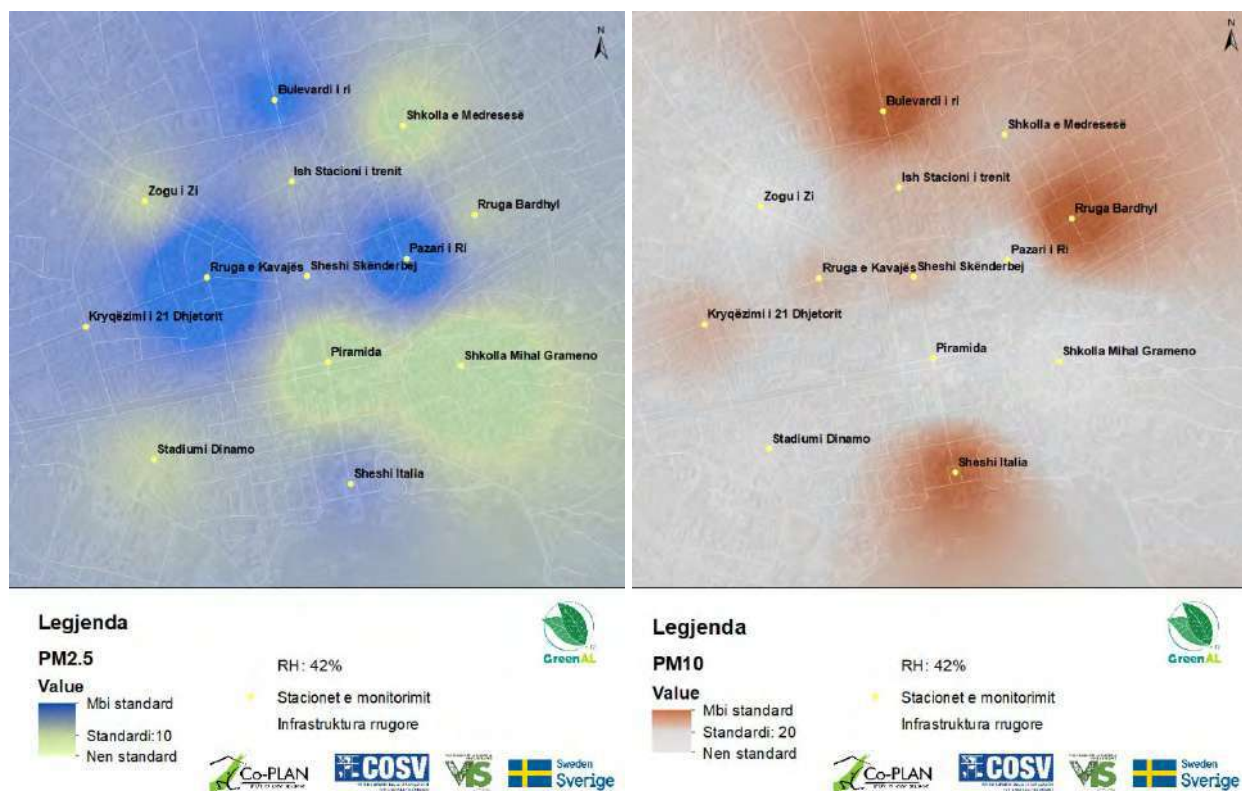 N
Bulevardi i ri
Shkolla e Medresesë
Ish Stacioni i trenit
Zogu i Zi
Rruga Bardhyl
Pazari i Ri
Rruga e Kavajës
Sheshi Skënderbej
Kryqëzimi i 21 Dhjetorit
Piramida
Shkolla Mihal Grameno
Stadiumi Dinamo
Sheshi Italia
Legjenda
PM2.5
Value
Mbi standard
Standardi:10
Nen standard
RH: 42%
Stacionet e monitorimit
Infrastruktura rrugore
GreenAL
Co-PLAN
COSV
VIS
Sweden
Sverige
N
Bulevardi i ri
Shkolla e Medresesë
Ish Stacioni i trenit
Zogu i Zi
Rruga Bardhyl
Pazari i Ri
Rruga e Kavajës
Sheshi Skënderbej
Kryqëzimi i 21 Dhjetorit
Piramida
Shkolla Mihal Grameno
Stadiumi Dinamo
Sheshi Italia
Legjenda
PM10
Value
Mbi standard
Standardi: 20
Nen standard
RH: 42%
Stacionet e monitorimit
Infrastruktura rrugore
GreenAL
Co-PLAN
COSV
VIS
Sweden
Sverige